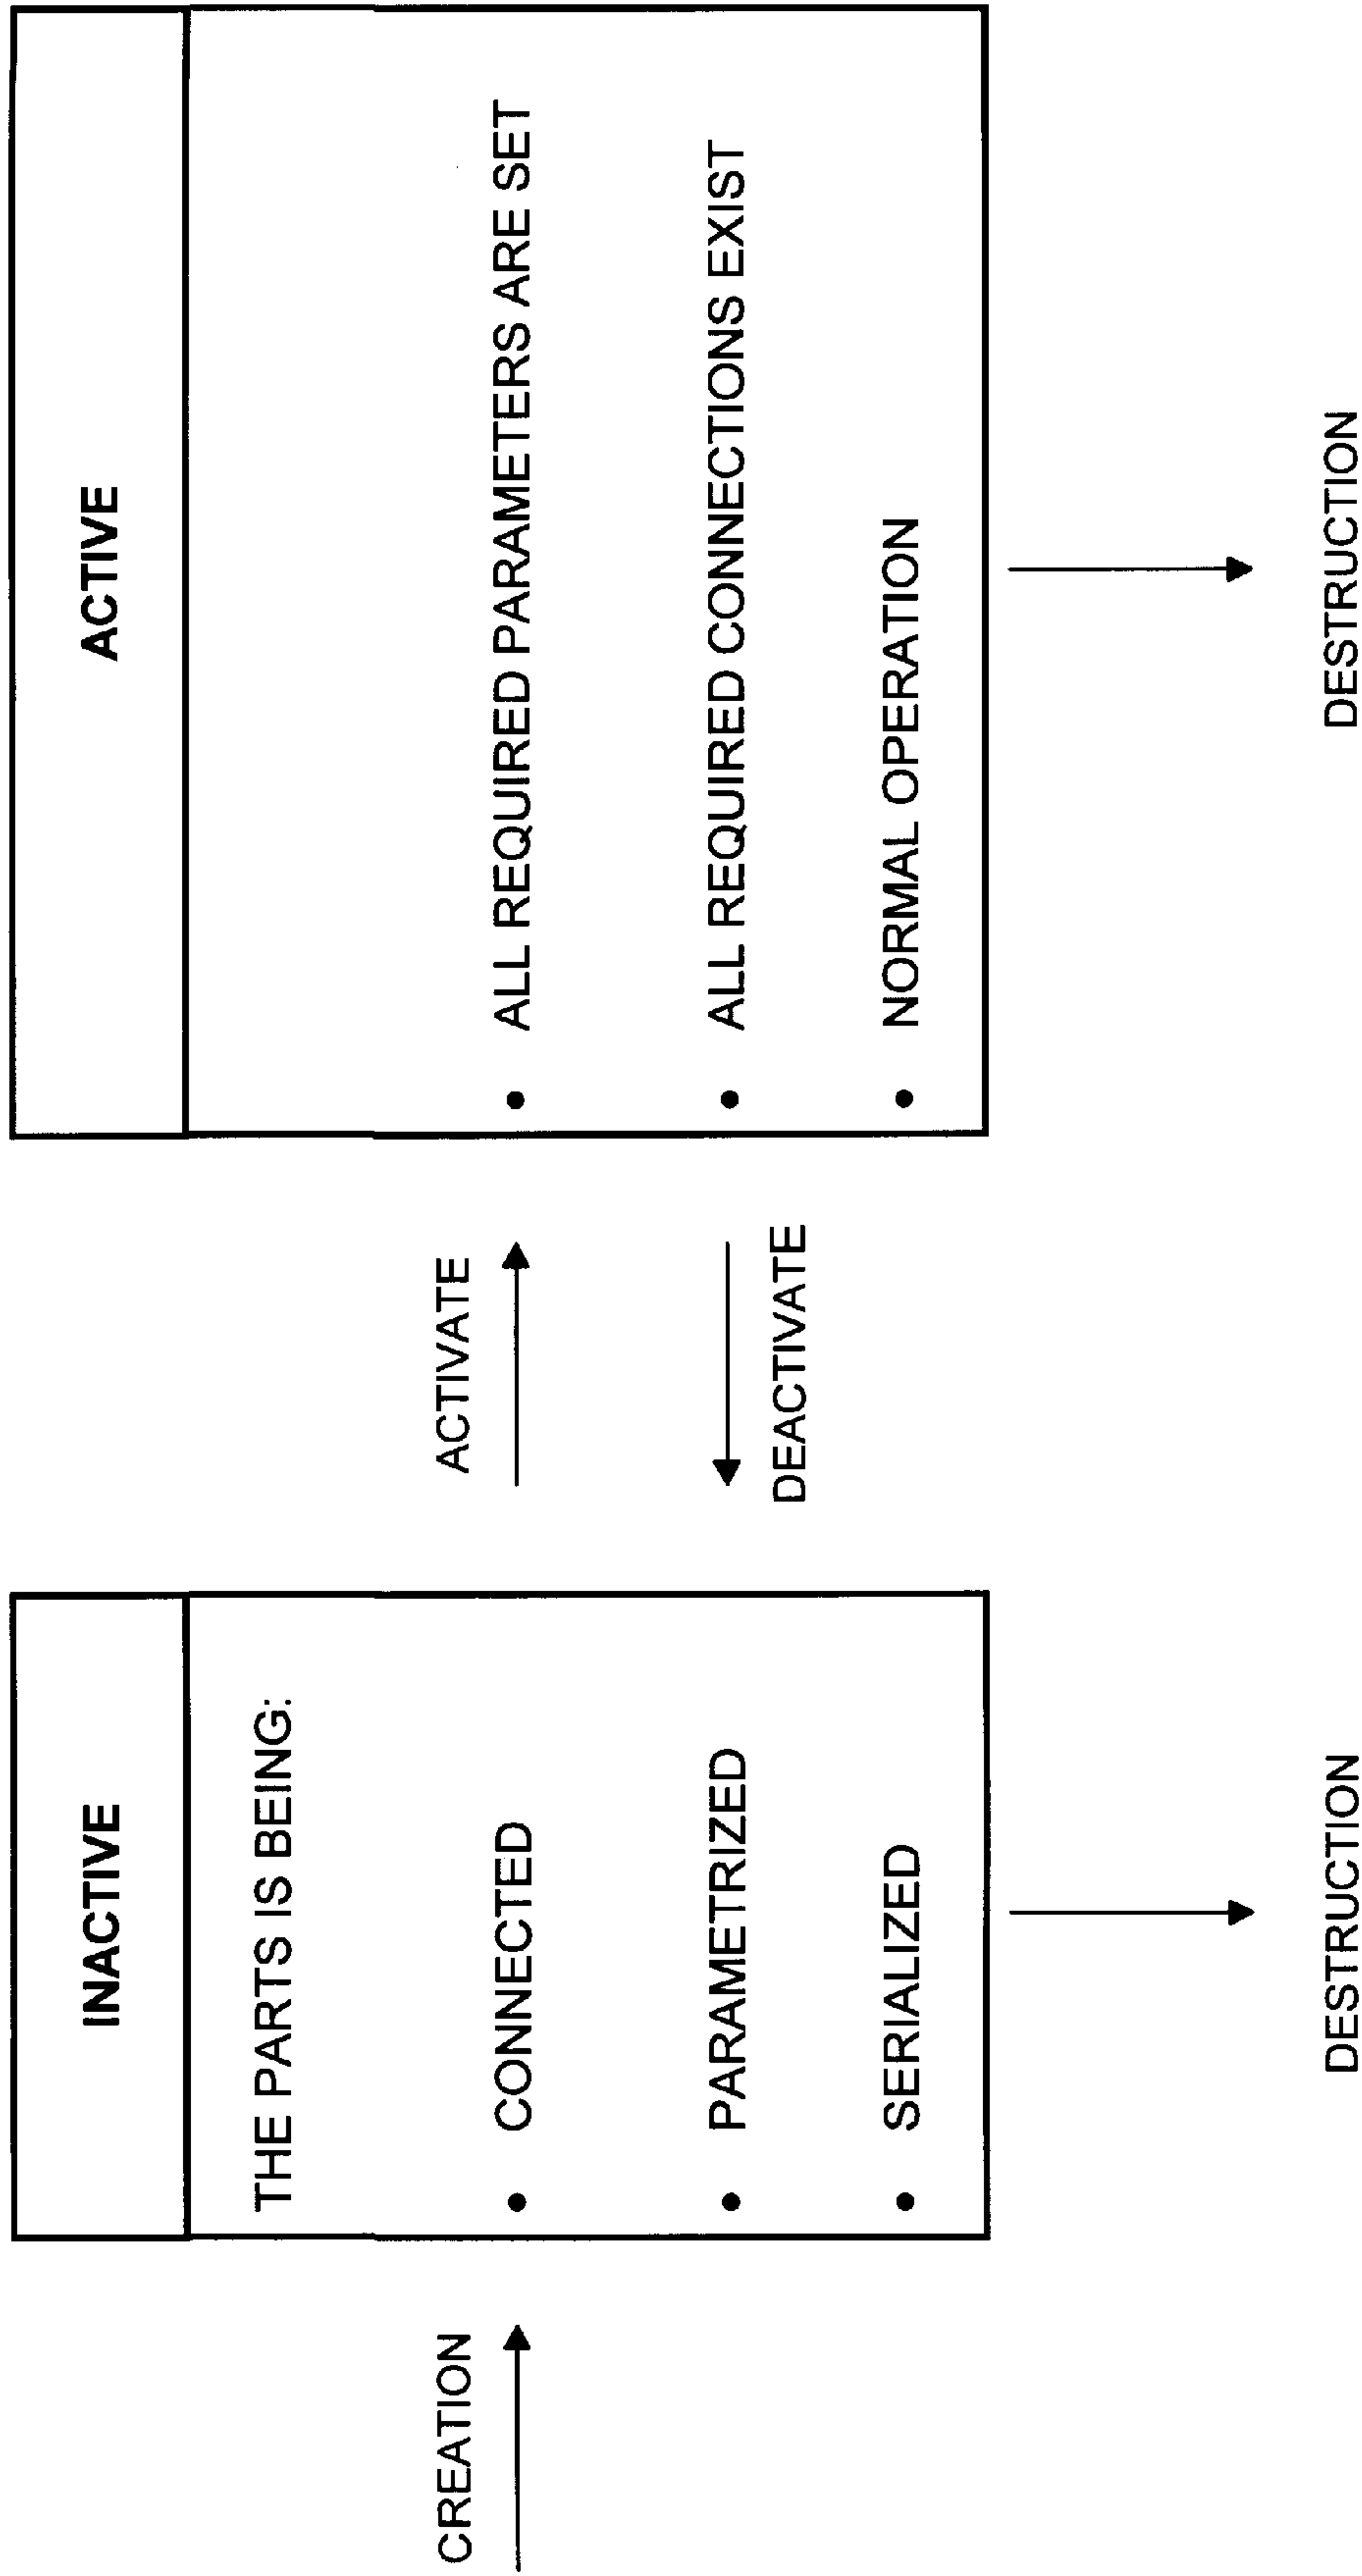 CREATION
INACTIVE
THE PARTS IS BEING:
• CONNECTED
• PARAMETRIZED
• SERIALIZED
DESTRUCTION
ACTIVATE
DEACTIVATE
ACTIVE
• ALL REQUIRED PARAMETERS ARE SET
• ALL REQUIRED CONNECTIONS EXIST
• NORMAL OPERATION
DESTRUCTION